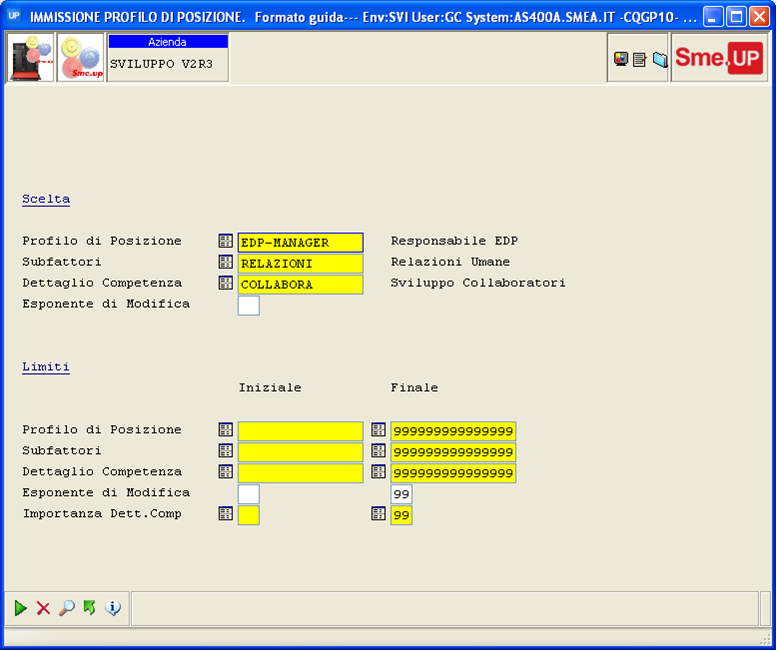 UP IMMISSIONE PROFILO DI POSIZIONE. Formato guida--- Env:SVI User:GC System:AS400A.SMEA.IT -CQGP10- ...
Sme.up
Sme.up
Azienda
SVILUPPO V2R3
Sme.UP
Scelta
Profilo di Posizione EDP-MANAGER Responsabile EDP
Subfattori RELAZIONI Relazioni Umane
Dettaglio Competenza COLLABORA Sviluppo Collaboratori
Esponente di Modifica
Limiti
Iniziale Finale
Profilo di Posizione 999999999999999
Subfattori 999999999999999
Dettaglio Competenza 999999999999999
Esponente di Modifica 99
Importanza Dett.Comp 99